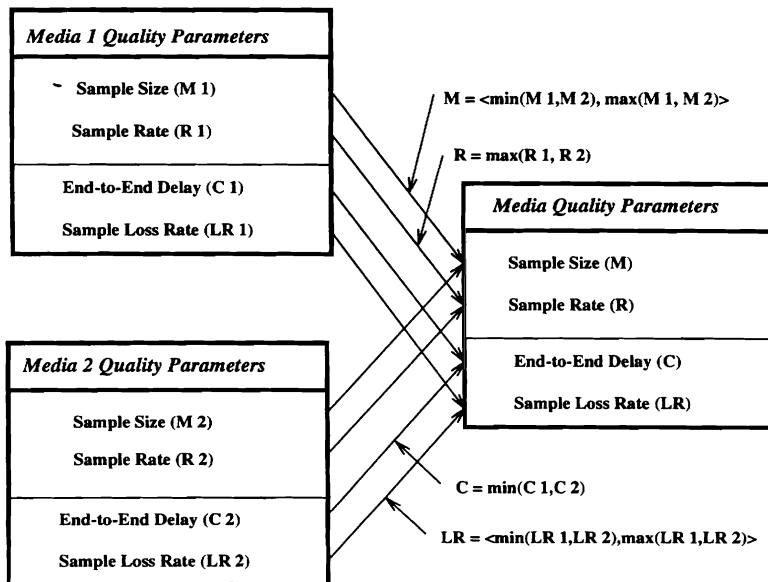 Media 1 Quality Parameters
Sample Size (M 1)
Sample Rate (R 1)
End-to-End Delay (C 1)
Sample Loss Rate (LR 1)
M = <min(M 1,M 2), max(M 1, M 2)>
R = max(R 1, R 2)
Media Quality Parameters
Sample Size (M)
Sample Rate (R)
End-to-End Delay (C)
Sample Loss Rate (LR)
Media 2 Quality Parameters
Sample Size (M 2)
Sample Rate (R 2)
End-to-End Delay (C 2)
Sample Loss Rate (LR 2)
C = min(C 1,C 2)
LR = <min(LR 1,LR 2),max(LR 1,LR 2)>